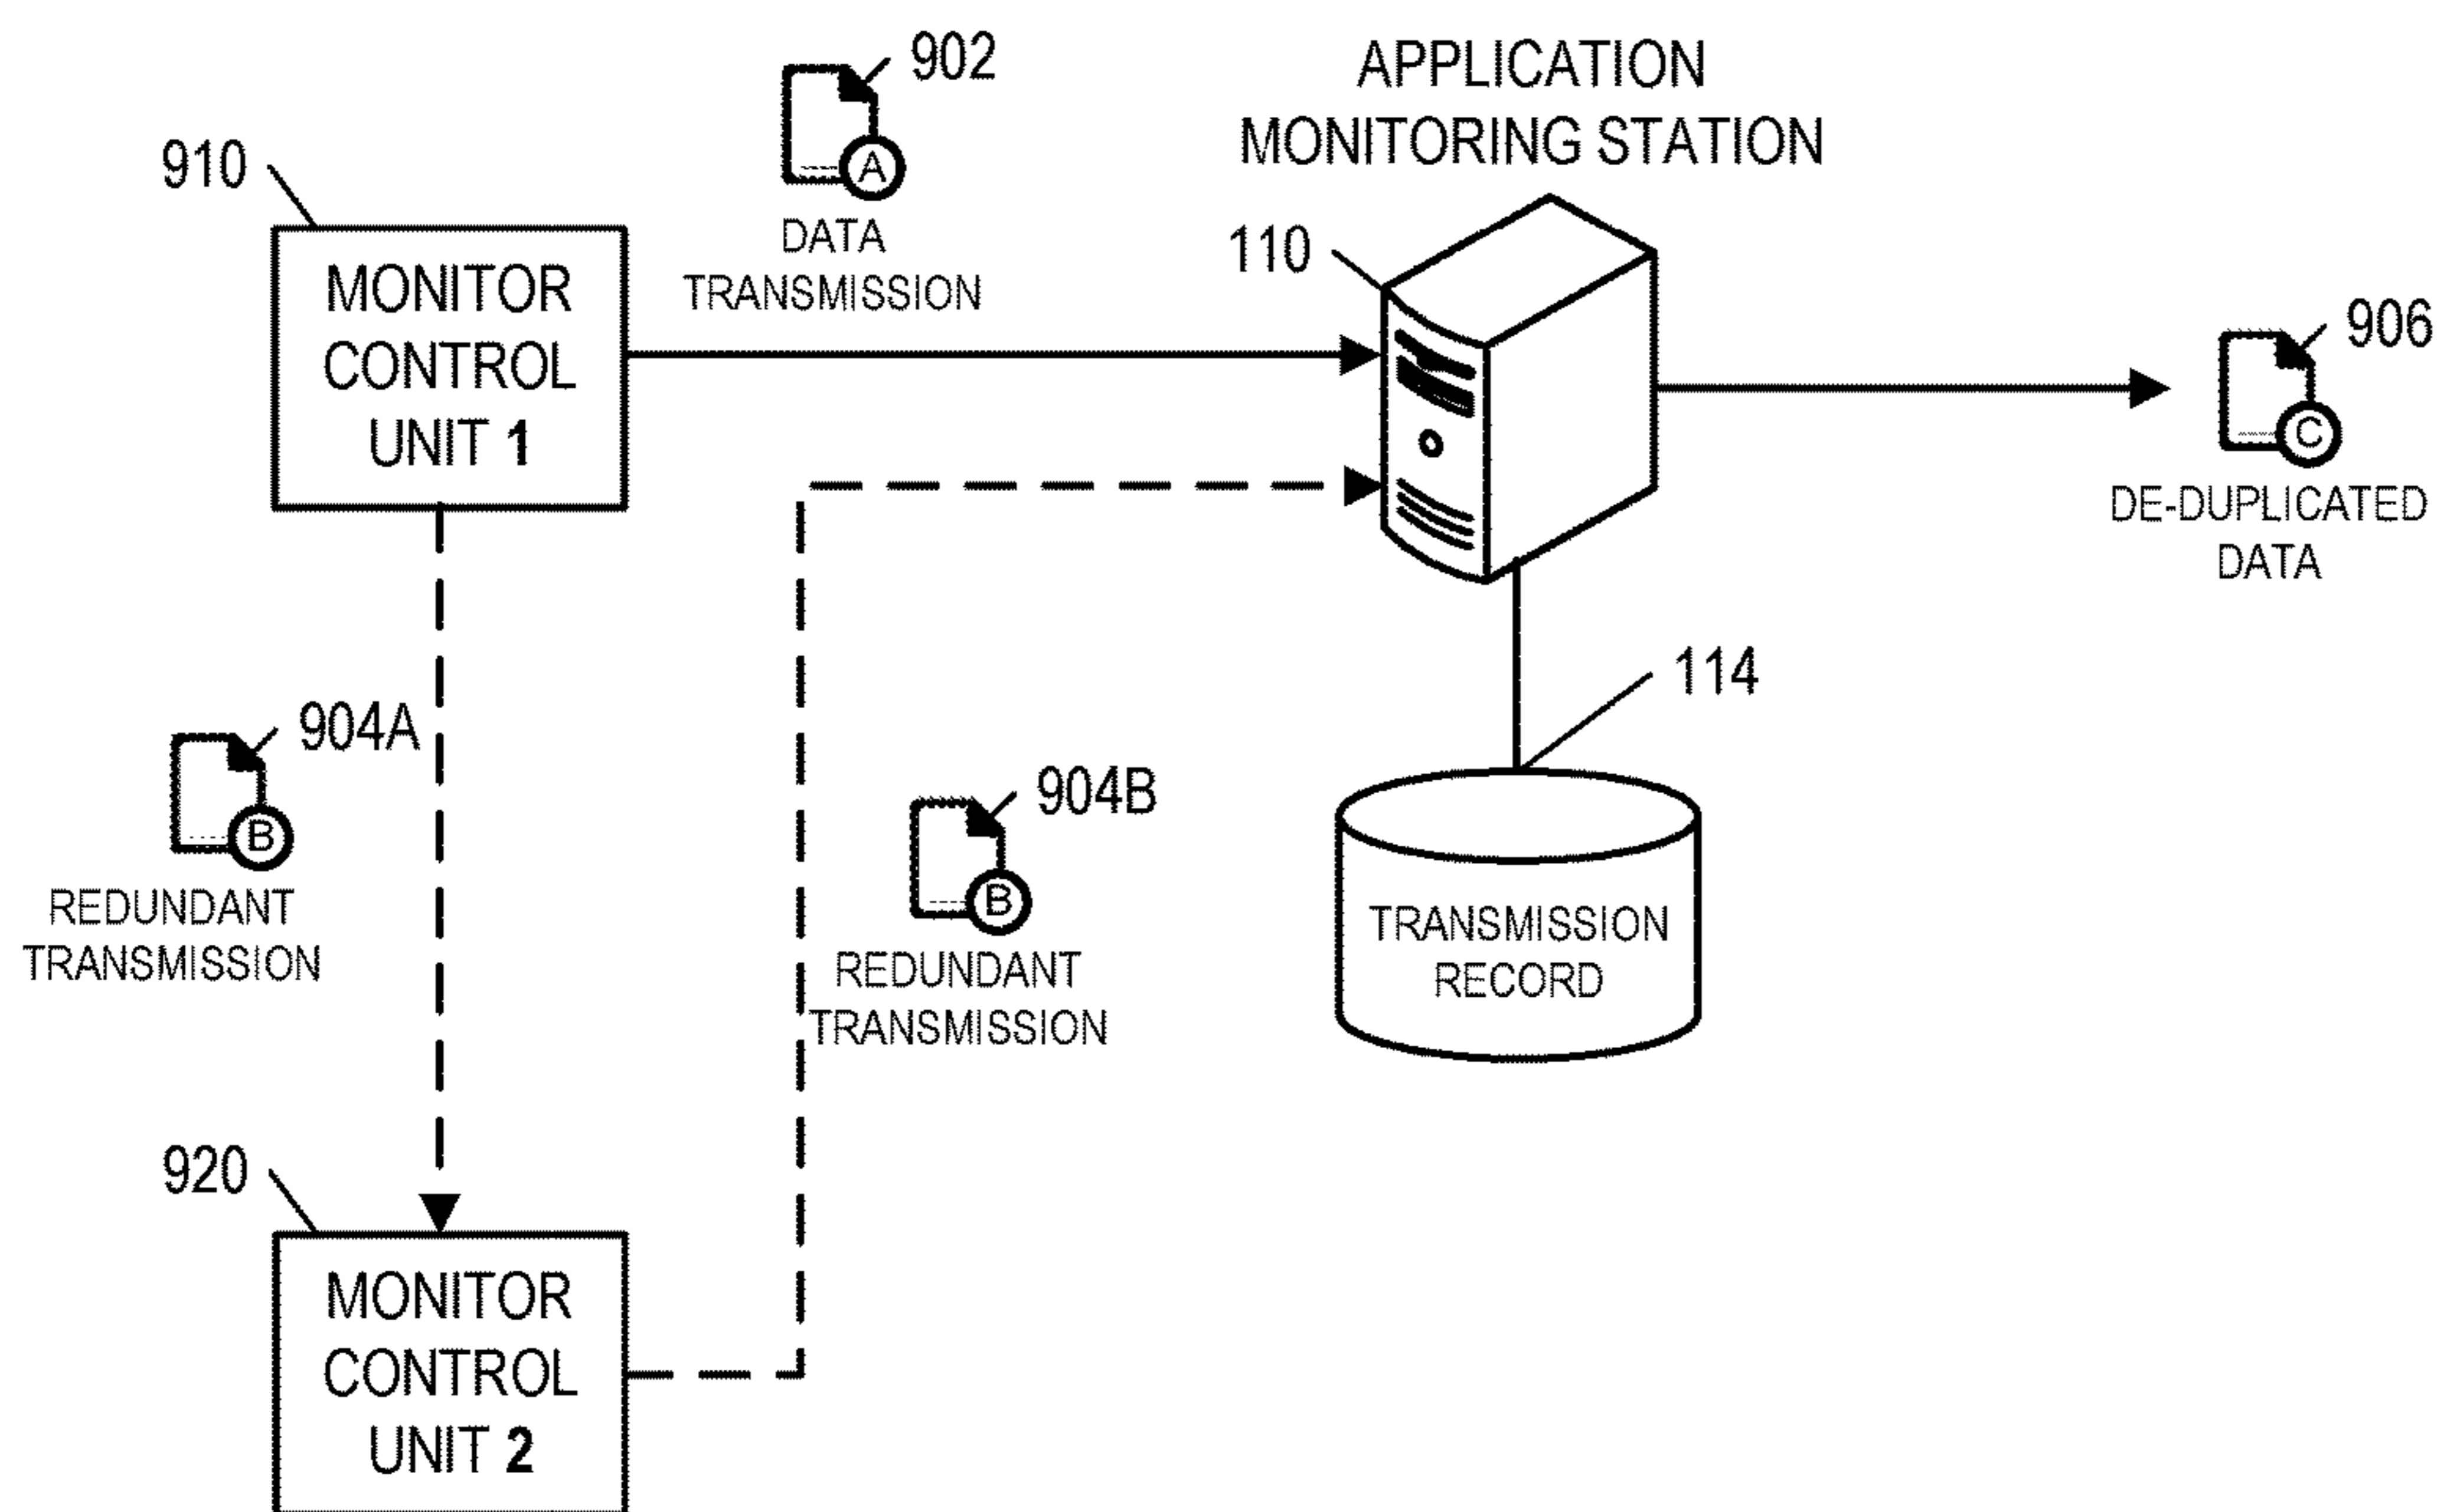 902
A
DATA
TRANSMISSION
910
MONITOR
CONTROL
UNIT 1
APPLICATION
MONITORING STATION
110
906
C
DE-DUPLICATED
DATA
904A
B
REDUNDANT
TRANSMISSION
904B
B
REDUNDANT
TRANSMISSION
114
TRANSMISSION
RECORD
920
MONITOR
CONTROL
UNIT 2